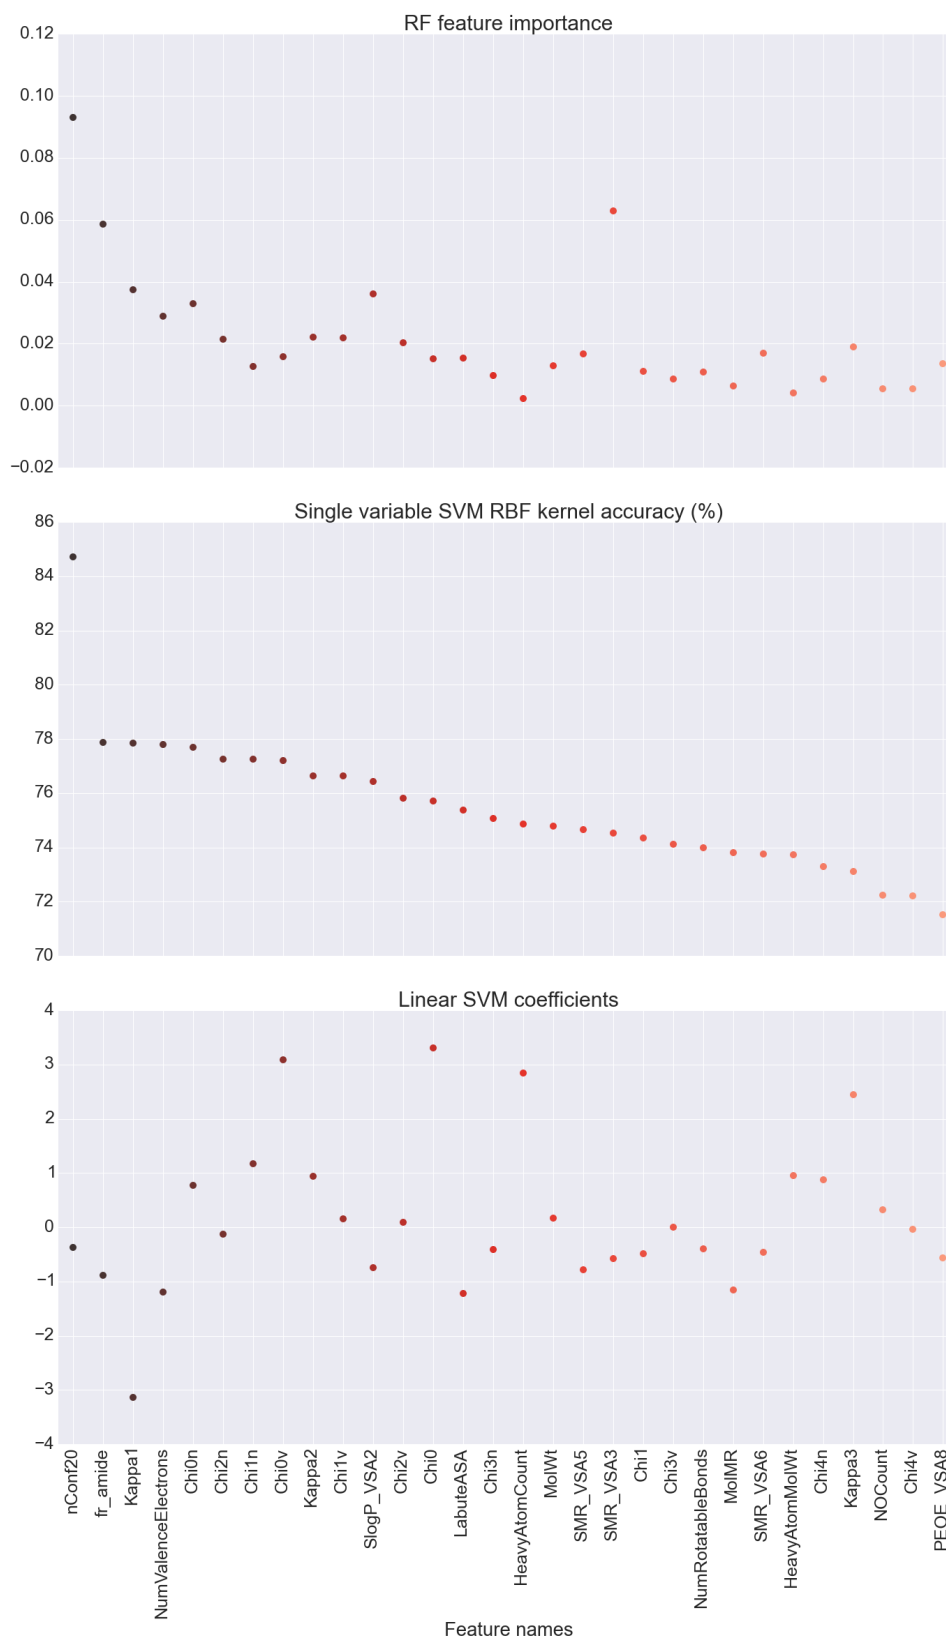 RF feature importance
0.12
0.10
0.08
0.06
0.04
0.02
0.00
−0.02
Single variable SVM RBF kernel accuracy (%)
86
84
82
80
78
76
74
72
70
Linear SVM coefficients
4
3
2
1
0
−1
−2
−3
−4
nConf20
fr_amide
Kappa1
NumValenceElectrons
Chi0n
Chi2n
Chi1n
Chi0v
Kappa2
Chi1v
SlogP_VSA2
Chi2v
Chi0
LabuteASA
Chi3n
HeavyAtomCount
MolWt
SMR_VSA5
SMR_VSA3
Chi1
Chi3v
NumRotatableBonds
MolMR
SMR_VSA6
HeavyAtomMolWt
Chi4n
Kappa3
NOCount
Chi4v
PEOE_VSA8
Feature names